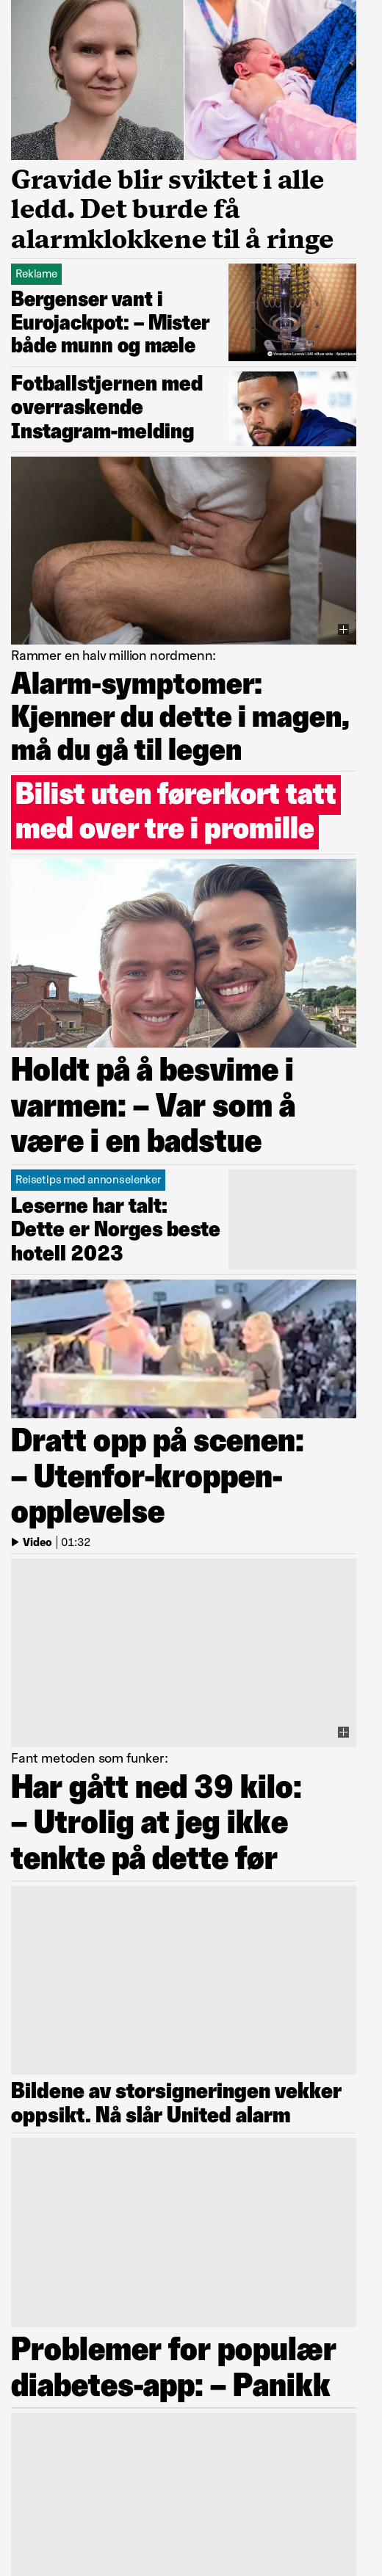 Gravide blir sviktet i alle
ledd. Det burde få
alarmklokkene til å ringe
Reklame
Bergenser vant i
Eurojackpot: – Mister
både munn og mæle
Fotballstjernen med
overraskende
Instagram-melding
Rammer en halv million nordmenn:
Alarm-symptomer:
Kjenner du dette i magen,
må du gå til legen
Bilist uten førerkort tatt
med over tre i promille
Holdt på å besvime i
varmen: – Var som å
være i en badstue
Reisetips med annonselenker
Leserne har talt:
Dette er Norges beste
hotell 2023
Dratt opp på scenen:
– Utenfor-kroppen-
opplevelse
Video 01:32
Fant metoden som funker:
Har gått ned 39 kilo:
– Utrolig at jeg ikke
tenkte på dette før
Bildene av storsigneringen vekker
oppsikt. Nå slår United alarm
Problemer for populær
diabetes-app: – Panikk